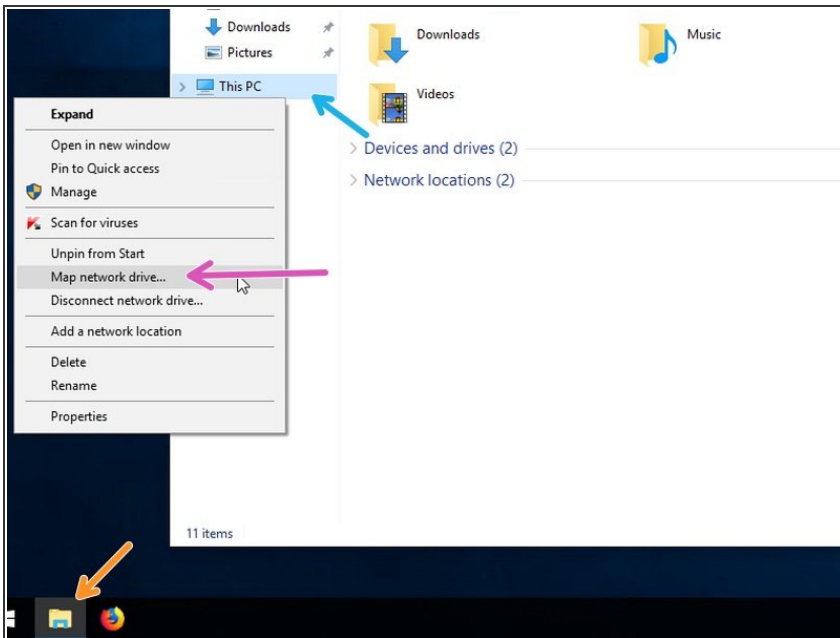 Downloads
Pictures
This PC
Expand
Open in new window
Pin to Quick access
Manage
Scan for viruses
Unpin from Start
Map network drive...
Disconnect network drive...
Add a network location
Delete
Rename
Properties
Downloads
Music
Videos
Devices and drives (2)
Network locations (2)
11 items